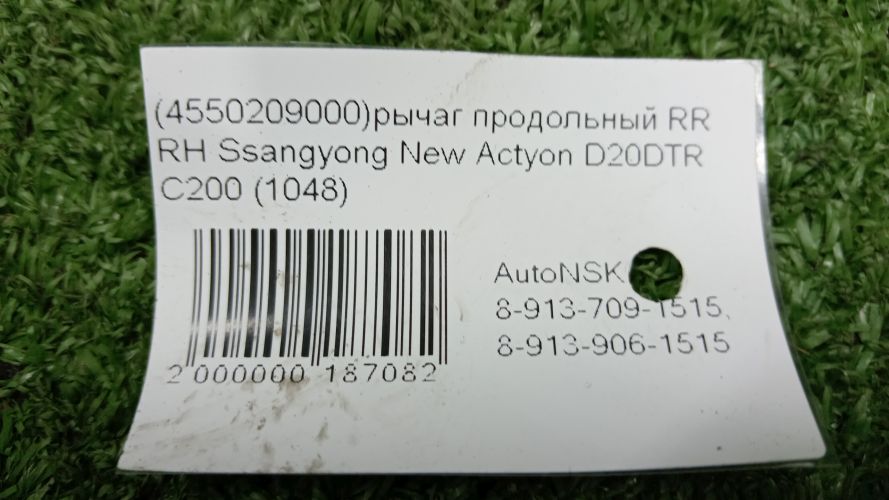 (4550209000)рычаг продольный RR
RH Ssangyong New Actyon D20DTR
C200 (1048)
AutoNSK
8-913-709-1515,
8-913-906-1515
2 000000 187082